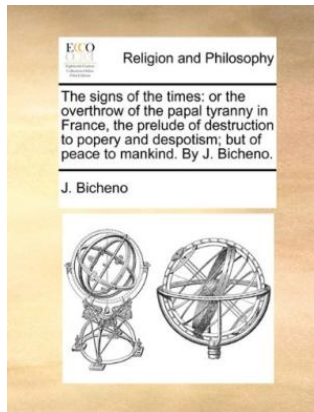 ECCO
Religion and Philosophy
The signs of the times: or the
overthrow of the papal tyranny in
France, the prelude of destruction
to popery and despotism; but of
peace to mankind. By J. Bicheno.
J. Bicheno